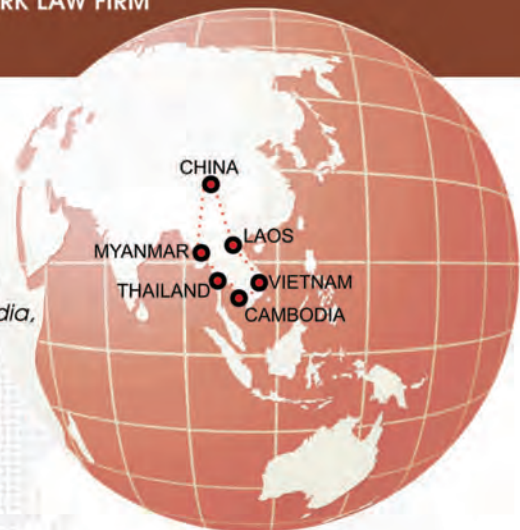 RK LAW FIRM
CHINA
LAOS
MYANMAR
THAILAND
VIETNAM
CAMBODIA
dia,